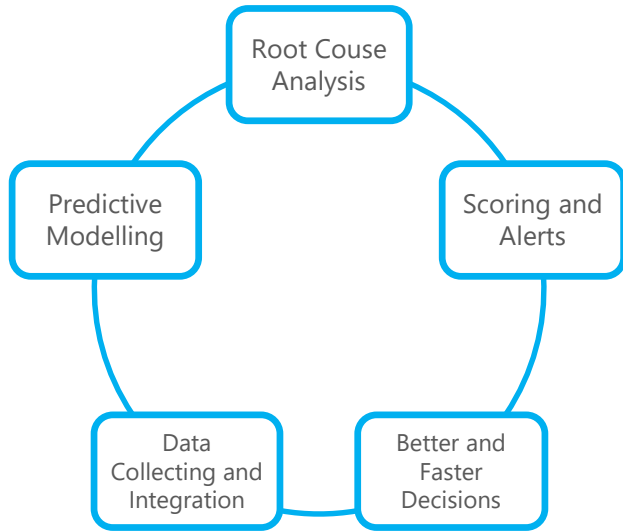 Root Couse
Analysis
Predictive
Modelling
Scoring and
Alerts
Data
Collecting and
Integration
Better and
Faster
Decisions